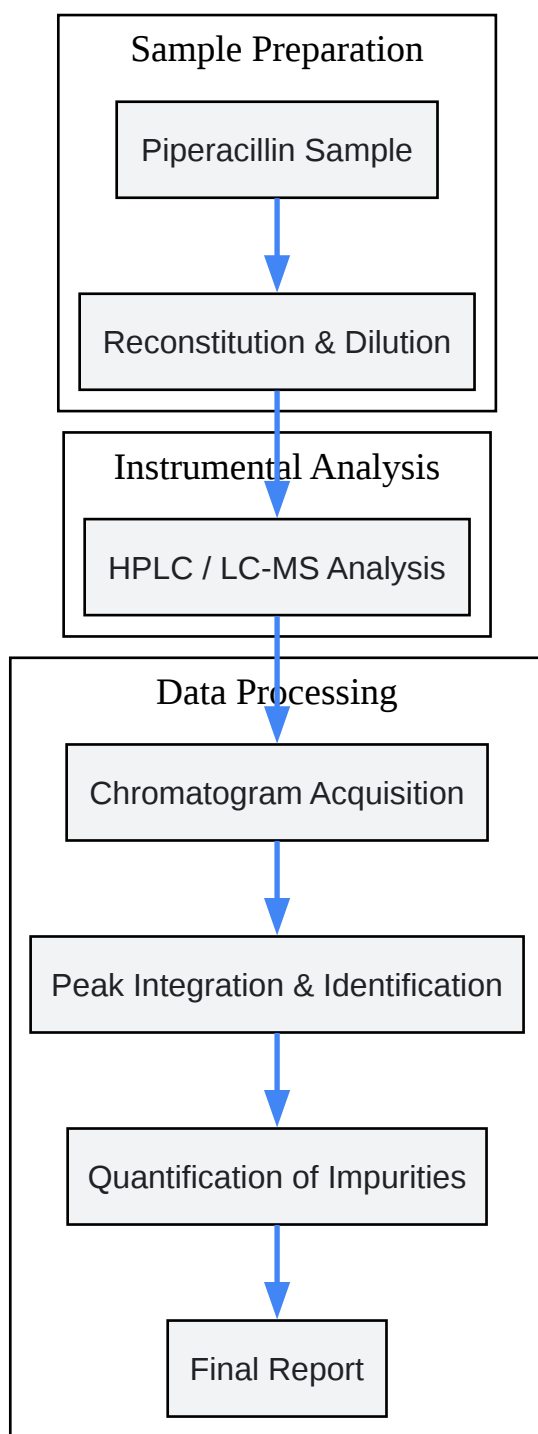 Sample Preparation
Piperacillin Sample
Reconstitution & Dilution
Instrumental Analysis
HPLC / LC-MS Analysis
Data Processing
Chromatogram Acquisition
Peak Integration & Identification
Quantification of Impurities
Final Report